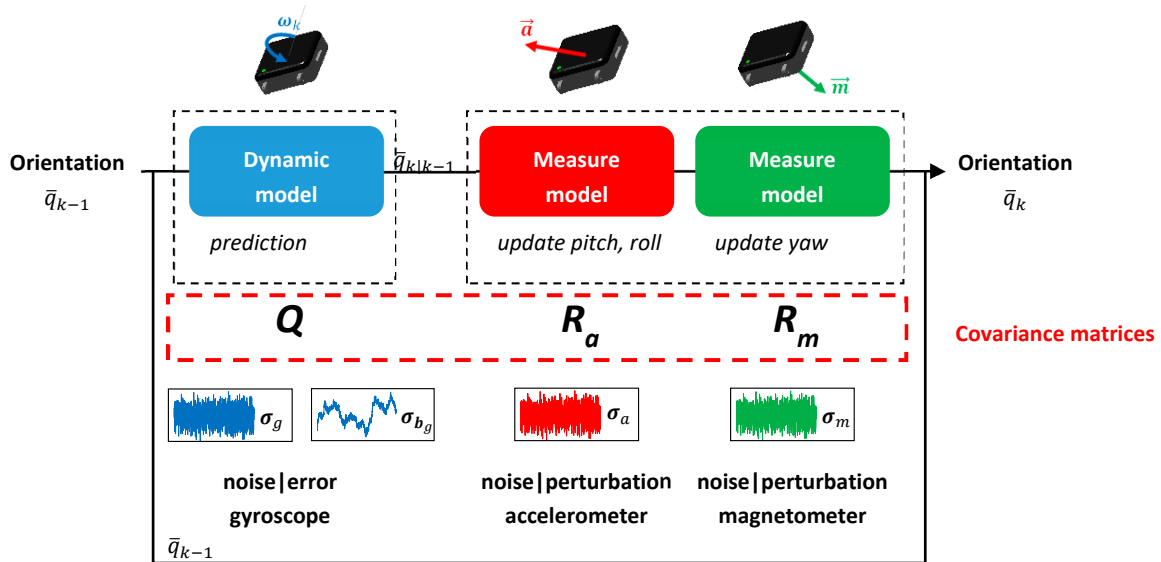 ω_k
a⃗
m⃗
Orientation
q̅_{k−1}
Dynamic
model
q̅_{k|k−1}
Measure
model
Measure
model
Orientation
q̅_k
prediction
update pitch, roll
update yaw
Q
R_a
R_m
Covariance matrices
σ_g
σ_{b_g}
σ_a
σ_m
noise|error
gyroscope
noise|perturbation
accelerometer
noise|perturbation
magnetometer
q̅_{k−1}